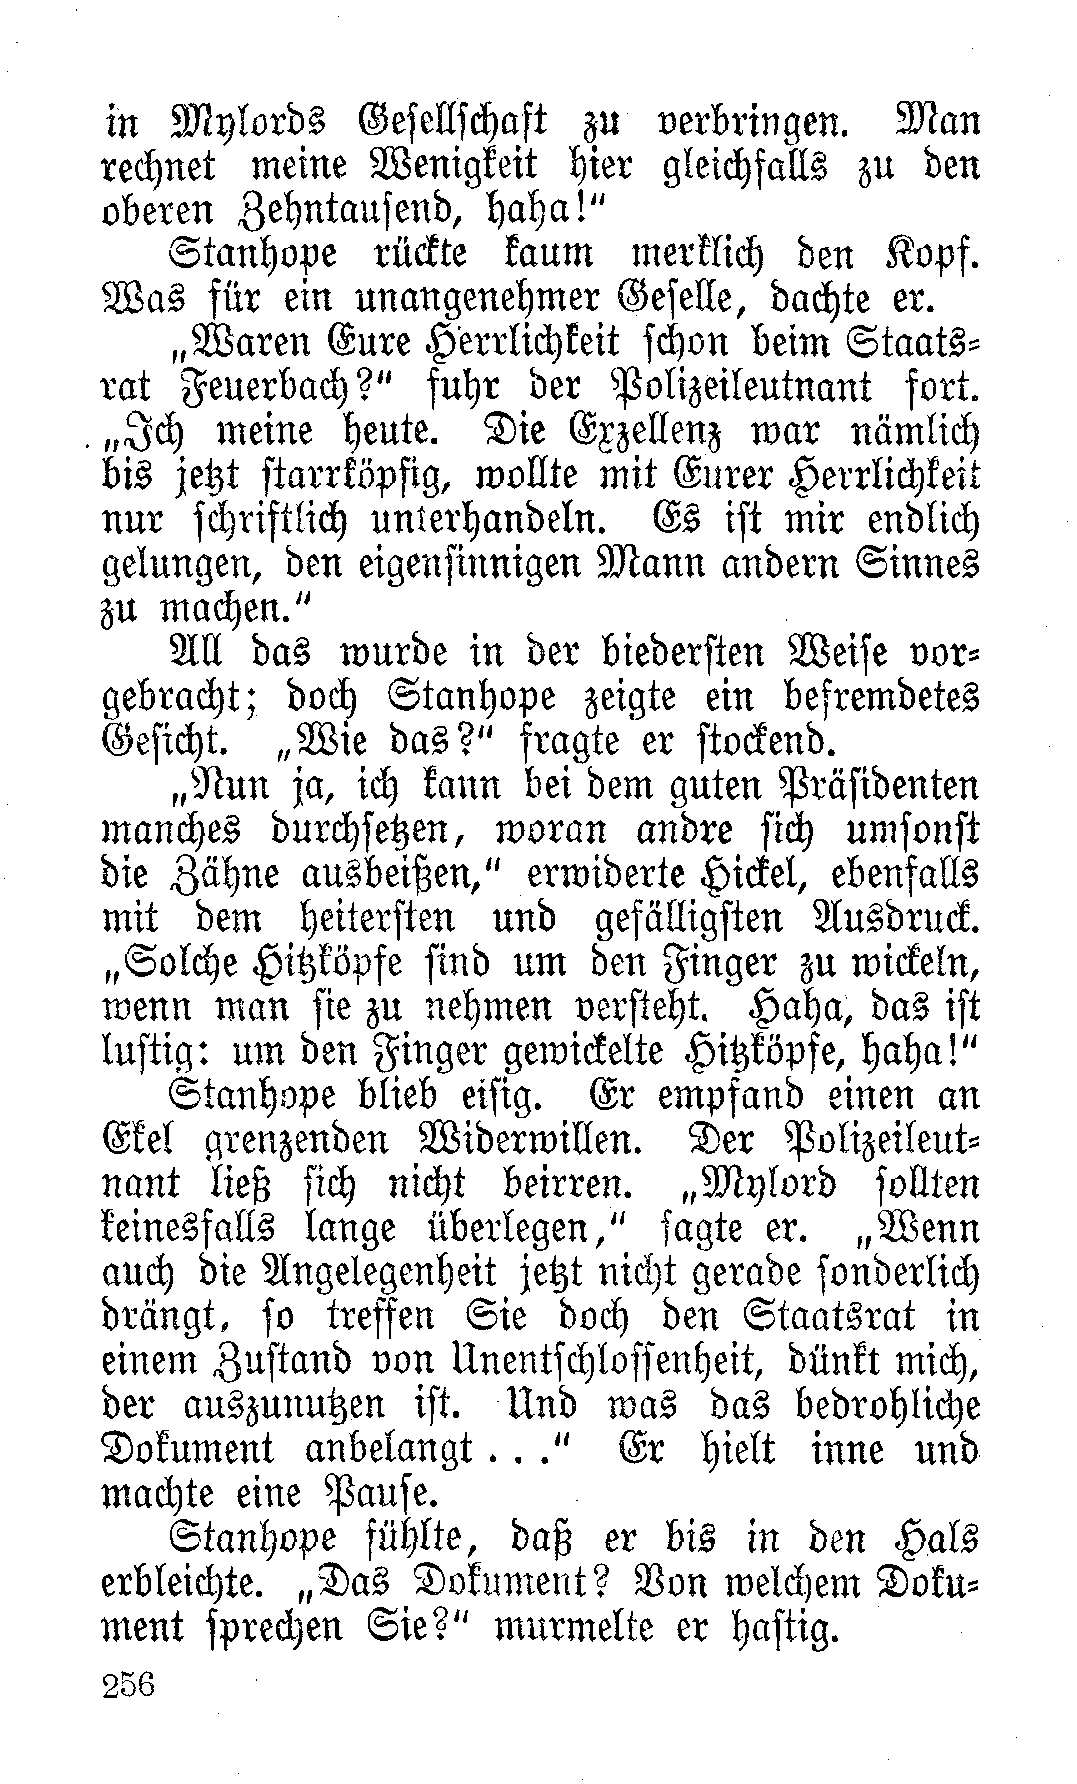 in Mylords Gesellschaft zu verbringen. Man
rechnet meine Wenigkeit hier gleichfalls zu den
oberen Zehntausend, haha!"
Stanhope rückte kaum merklich den Kopf.
Was für ein unangenehmer Geselle, dachte er.
„Waren Eure Herrlichkeit schon beim Staats-
rat Feuerbach?" fuhr der Polizeileutnant fort.
„Ich meine heute. Die Exzellenz war nämlich
bis jetzt starrköpfig, wollte mit Eurer Herrlichkeit
nur schriftlich unterhandeln. Es ist mir endlich
gelungen, den eigensinnigen Mann andern Sinnes
zu machen."
All das wurde in der biedersten Weise vor-
gebracht; doch Stanhope zeigte ein befremdetes
Gesicht. „Wie das?" fragte er stockend.
„Nun ja, ich kann bei dem guten Präsidenten
manches durchsetzen, woran andre sich umsonst
die Zähne ausbeißen," erwiderte Hickel, ebenfalls
mit dem heitersten und gefälligsten Ausdruck.
„Solche Hitzköpfe sind um den Finger zu wickeln,
wenn man sie zu nehmen versteht. Haha, das ist
lustig: um den Finger gewickelte Hitzköpfe, haha!"
Stanhope blieb eisig. Er empfand einen an
Ekel grenzenden Widerwillen. Der Polizeileut-
nant ließ sich nicht beirren. „Mylord sollten
keinesfalls lange überlegen," sagte er. „Wenn
auch die Angelegenheit jetzt nicht gerade sonderlich
drängt, so treffen Sie doch den Staatsrat in
einem Zustand von Unentschlossenheit, dünkt mich,
der auszunutzen ist. Und was das bedrohliche
Dokument anbelangt . . ." Er hielt inne und
machte eine Pause.
Stanhope fühlte, daß er bis in den Hals
erbleichte. „Das Dokument? Von welchem Doku-
ment sprechen Sie?" murmelte er hastig.
256